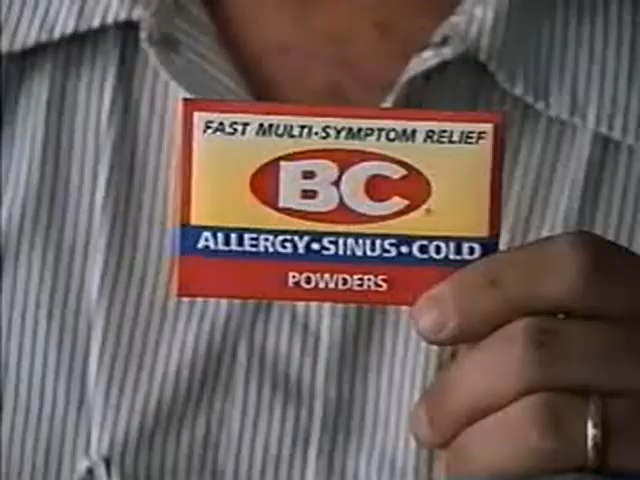 FAST MULTI-SYMPTOM RELIEF
BC
ALLERGY•SINUS•COLD
POWDERS